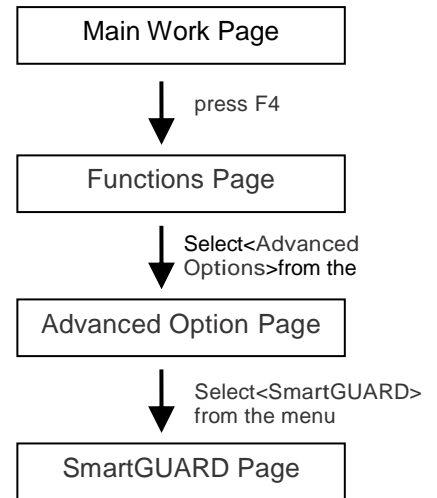 Main Work Page
press F4
Functions Page
Select<Advanced
Options>from the
Advanced Option Page
Select<SmartGUARD>
from the menu
SmartGUARD Page